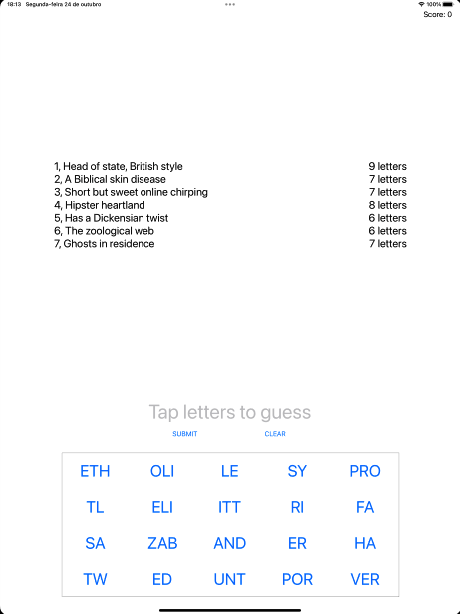 18:13 Segunda-feira 24 de outubro
100%
Score: 0
1, Head of state, British style 9 letters
2, A Biblical skin disease 7 letters
3, Short but sweet online chirping 7 letters
4, Hipster heartland 8 letters
5, Has a Dickensian twist 6 letters
6, The zoological web 6 letters
7, Ghosts in residence 7 letters
Tap letters to guess
SUBMIT CLEAR
ETH OLI LE SY PRO
TL ELI ITT RI FA
SA ZAB AND ER HA
TW ED UNT POR VER